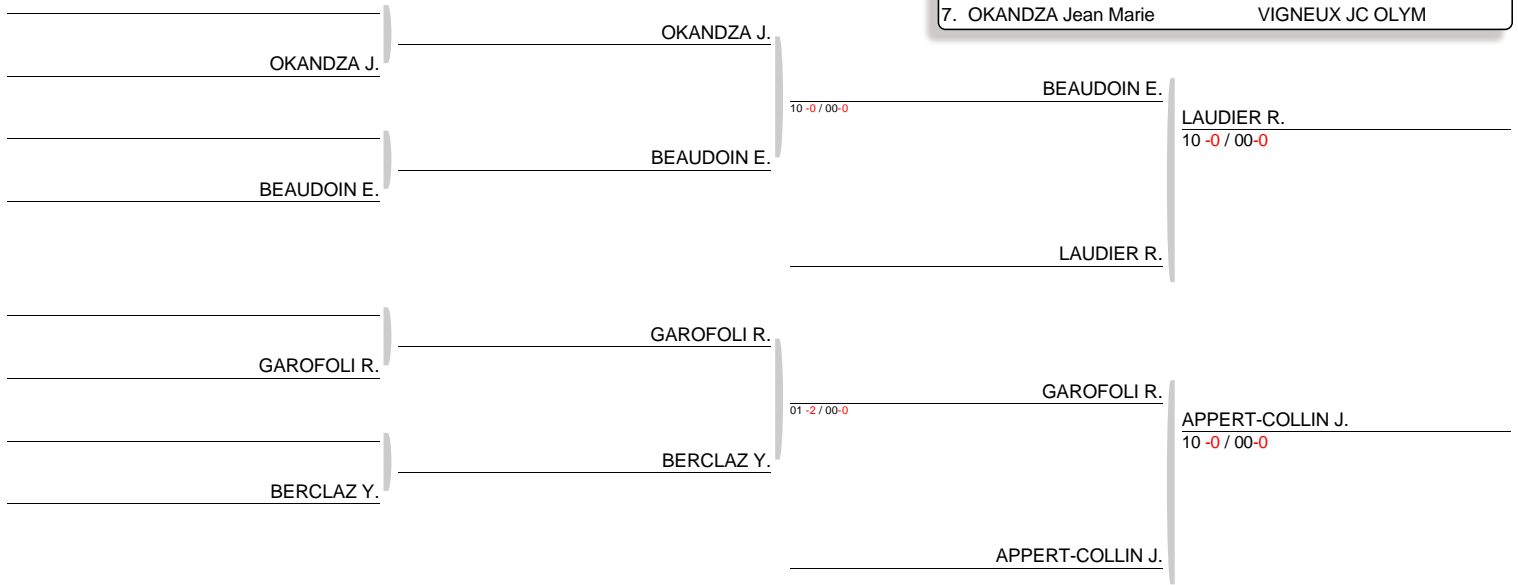 7. OKANDZA Jean Marie VIGNEUX JC OLYM
OKANDZA J.
OKANDZA J.
BEAUDOIN E.
10 -0 / 00-0
LAUDIER R.
10 -0 / 00-0
BEAUDOIN E.
BEAUDOIN E.
LAUDIER R.
GAROFOLI R.
GAROFOLI R.
GAROFOLI R.
01 -2 / 00-0
APPERT-COLLIN J.
10 -0 / 00-0
BERCLAZ Y.
BERCLAZ Y.
APPERT-COLLIN J.